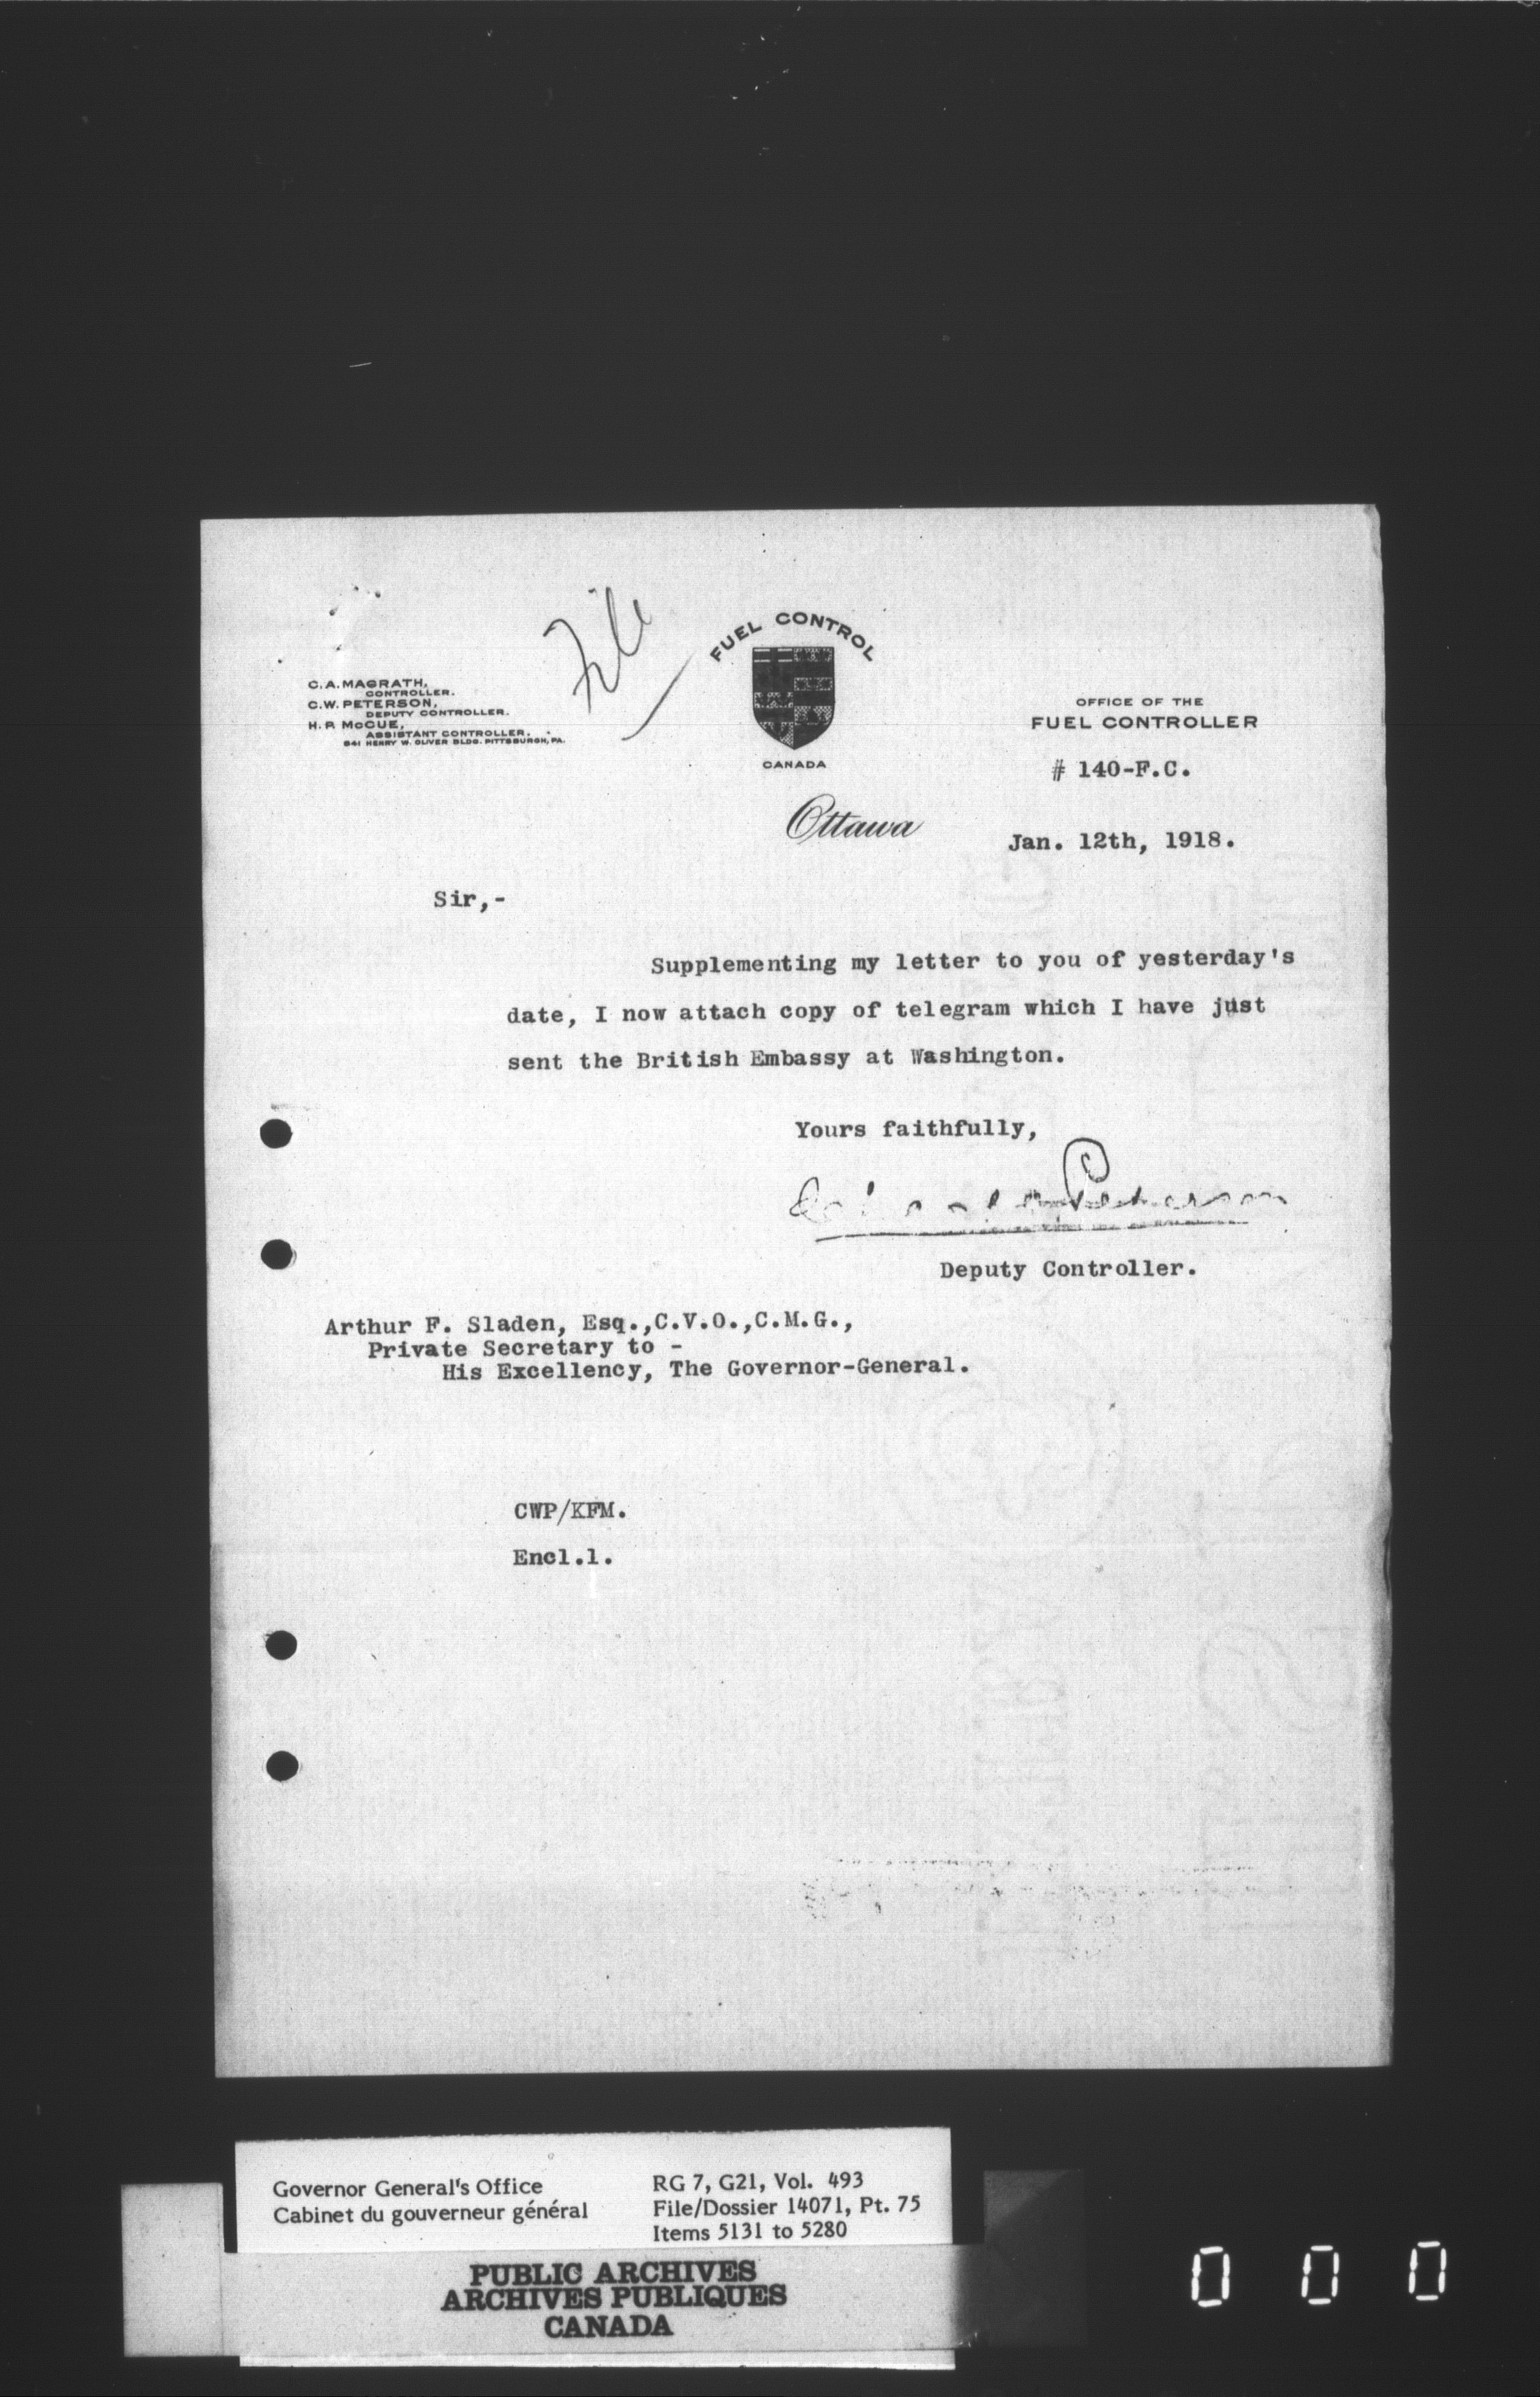 File
FUEL CONTROL
CANADA
C.A. MAGRATH,
CONTROLLER.
C.W. PETERSON,
DEPUTY CONTROLLER.
H.P. McCUE,
ASSISTANT CONTROLLER.
841 HENRY W. OLIVER BLDG. PITTSBURGH, PA.
OFFICE OF THE
FUEL CONTROLLER
# 140-F.C.
Ottawa
Jan. 12th, 1918.
Sir,-
Supplementing my letter to you of yesterday's
date, I now attach copy of telegram which I have just
sent the British Embassy at Washington.
Yours faithfully,
Peterson
Deputy Controller.
Arthur F. Sladen, Esq.,C.V.O.,C.M.G.,
Private Secretary to -
His Excellency, The Governor-General.
CWP/KFM.
Encl.1.
Governor General's Office
Cabinet du gouverneur général
RG 7, G21, Vol. 493
File/Dossier 14071, Pt. 75
Items 5131 to 5280
PUBLIC ARCHIVES
ARCHIVES PUBLIQUES
CANADA
0 0 0